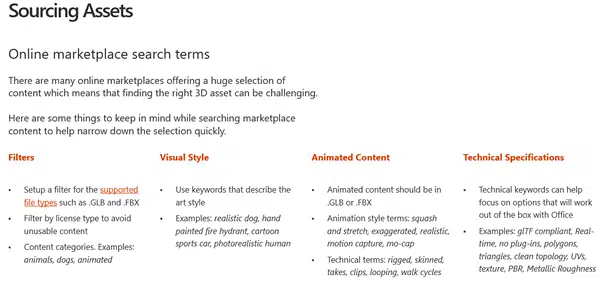 Sourcing Assets
Online marketplace search terms
There are many online marketplaces offering a huge selection of
content which means that finding the right 3D asset can be challenging.
Here are some things to keep in mind while searching marketplace
content to help narrow down the selection quickly.
Filters
• Setup a filter for the supported
file types such as .GLB and .FBX
• Filter by license type to avoid
unusable content
• Content categories. Examples:
animals, dogs, animated
Visual Style
• Use keywords that describe the
art style
• Examples: realistic dog, hand
painted fire hydrant, cartoon
sports car, photorealistic human
Animated Content
• Animated content should be in
.GLB or .FBX
• Animation style terms: squash
and stretch, exaggerated, realistic,
motion capture, mo-cap
• Technical terms: rigged, skinned,
takes, clips, looping, walk cycles
Technical Specifications
• Technical keywords can help
focus on options that will work
out of the box with Office
• Examples: glTF compliant, Real-
time, no plug-ins, polygons,
triangles, clean topology, UVs,
texture, PBR, Metallic Roughness